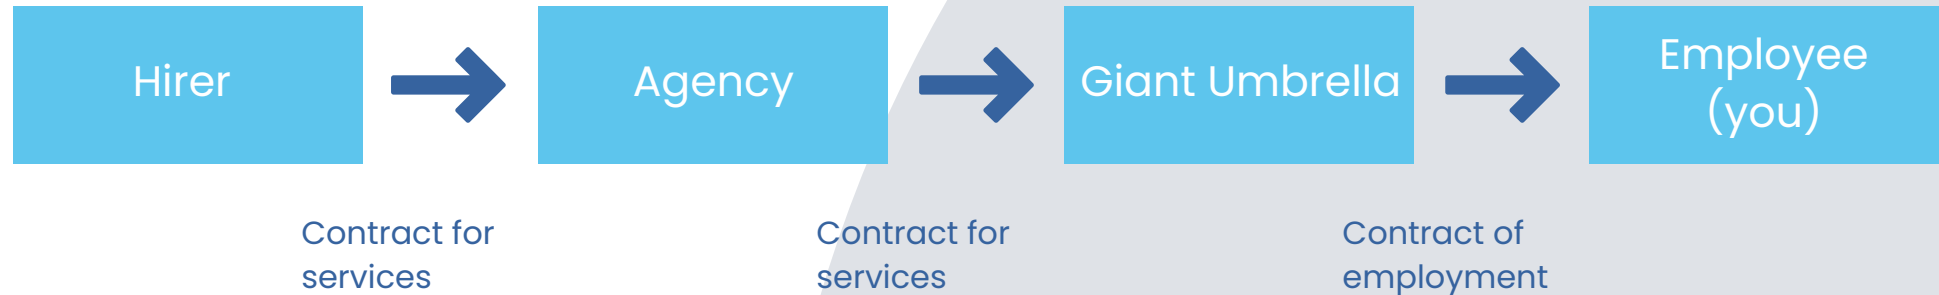 Hirer
Agency
Giant Umbrella
Employee
(you)
Contract for
services
Contract for
services
Contract of
employment